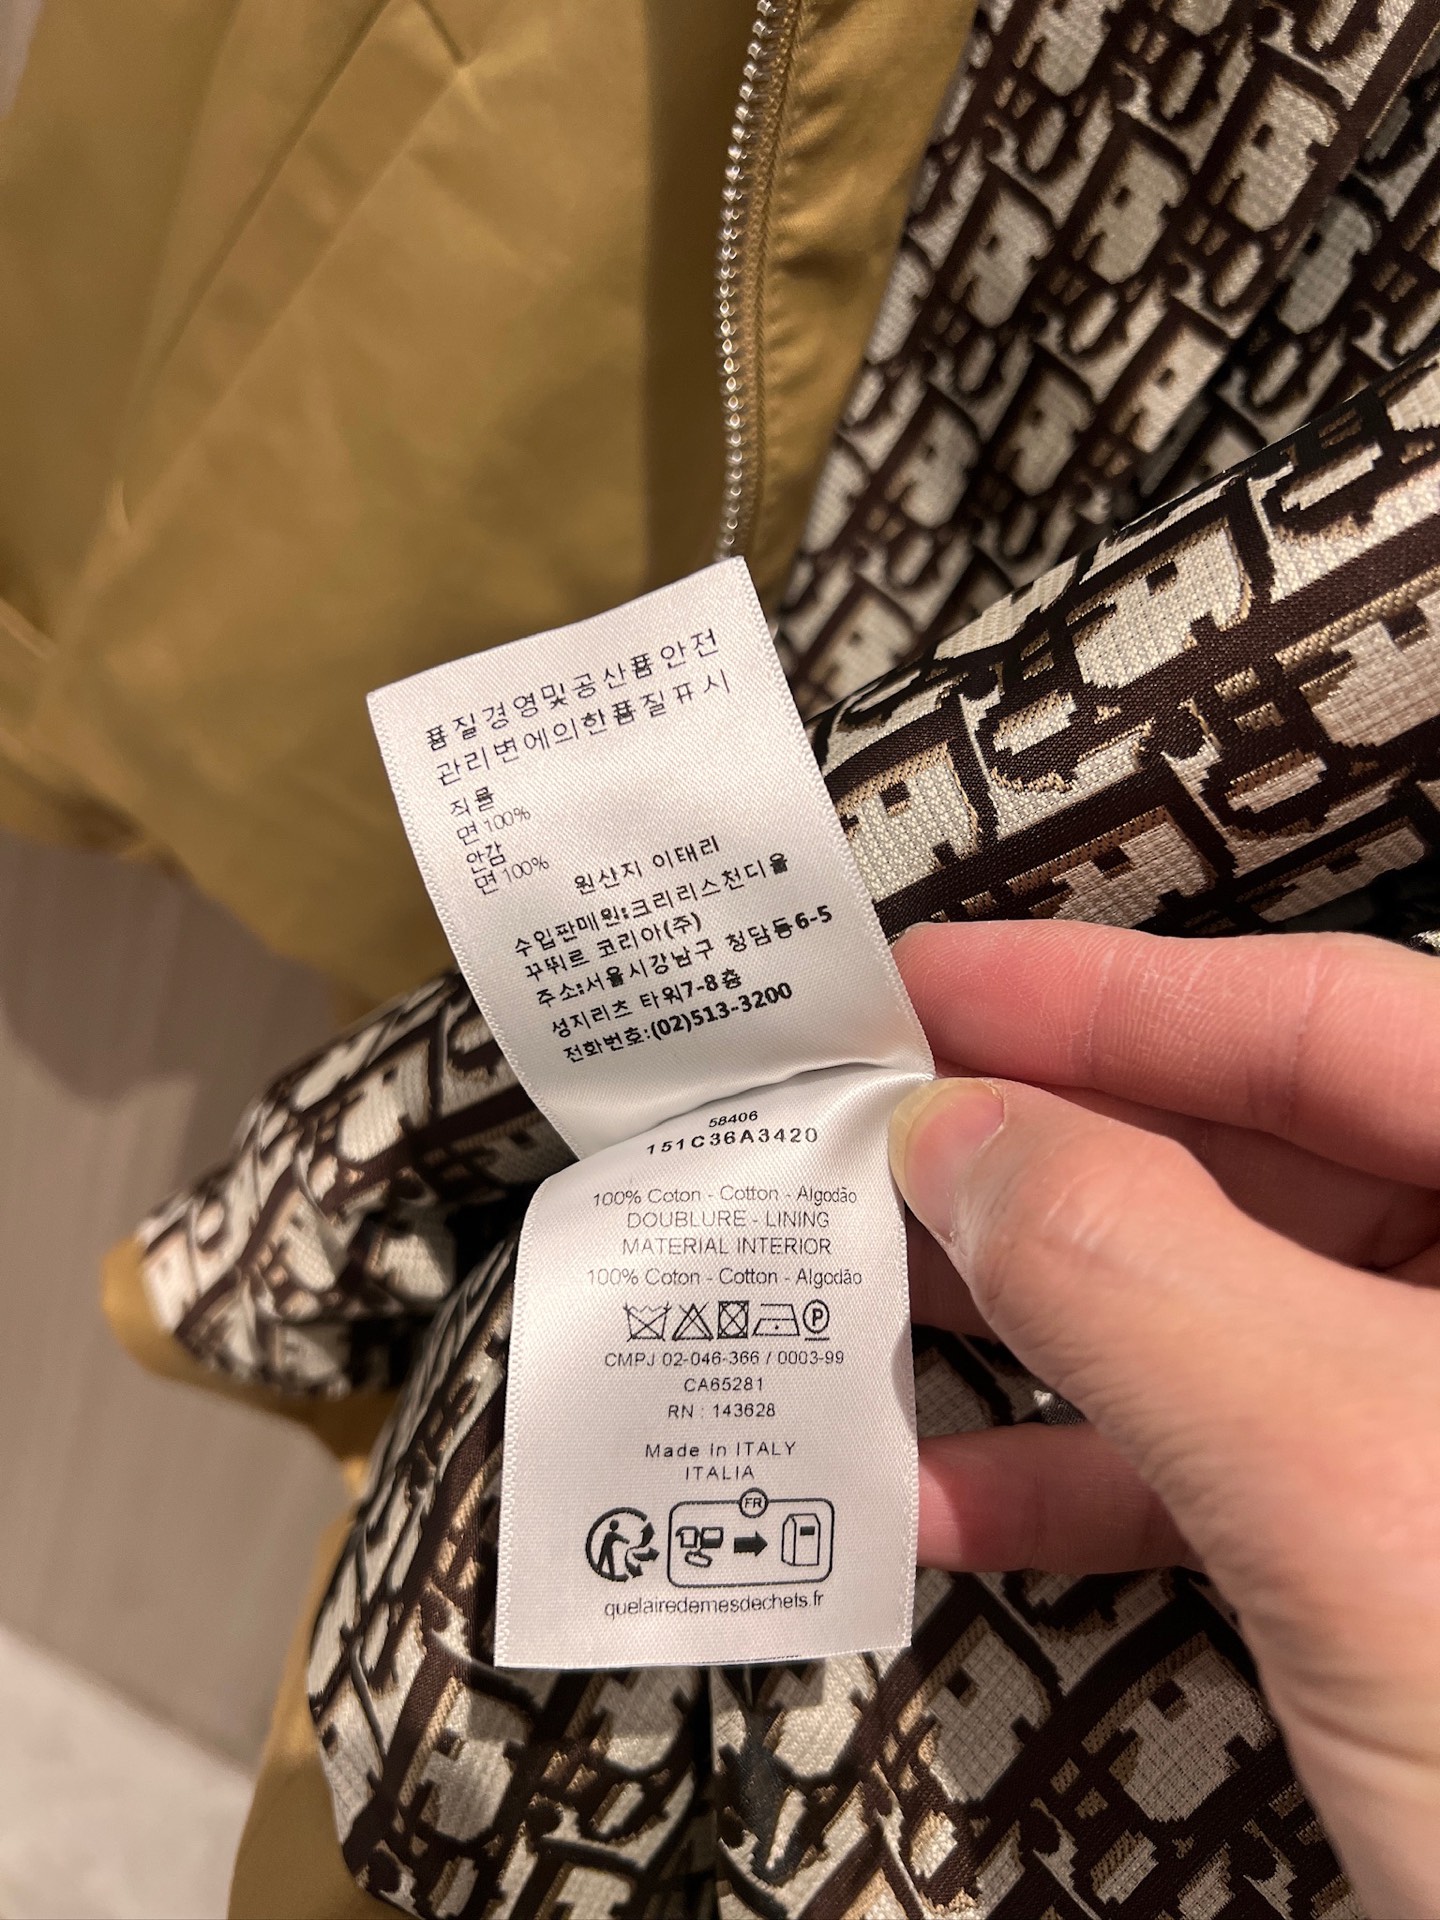 품질경영및공산품안전
관리변에의한품질표시
직물
면 100%
안감
면 100%
원산지 이태리
수입판매원:크리리스천디올
꾸뛰르 코리아(주)
주소:서울시강남구 청담동6-5
성지리츠 타워7-8층
전화번호:(02)513-3200
58406
151C36A3420
100% Coton - Cotton - Algodão
DOUBLURE - LINING
MATERIAL INTERIOR
100% Coton - Cotton - Algodão
P
CMPJ 02-046-366 / 0003-99
CA65281
RN : 143628
Made in ITALY
ITALIA
FR
quelairedemesdechets.fr